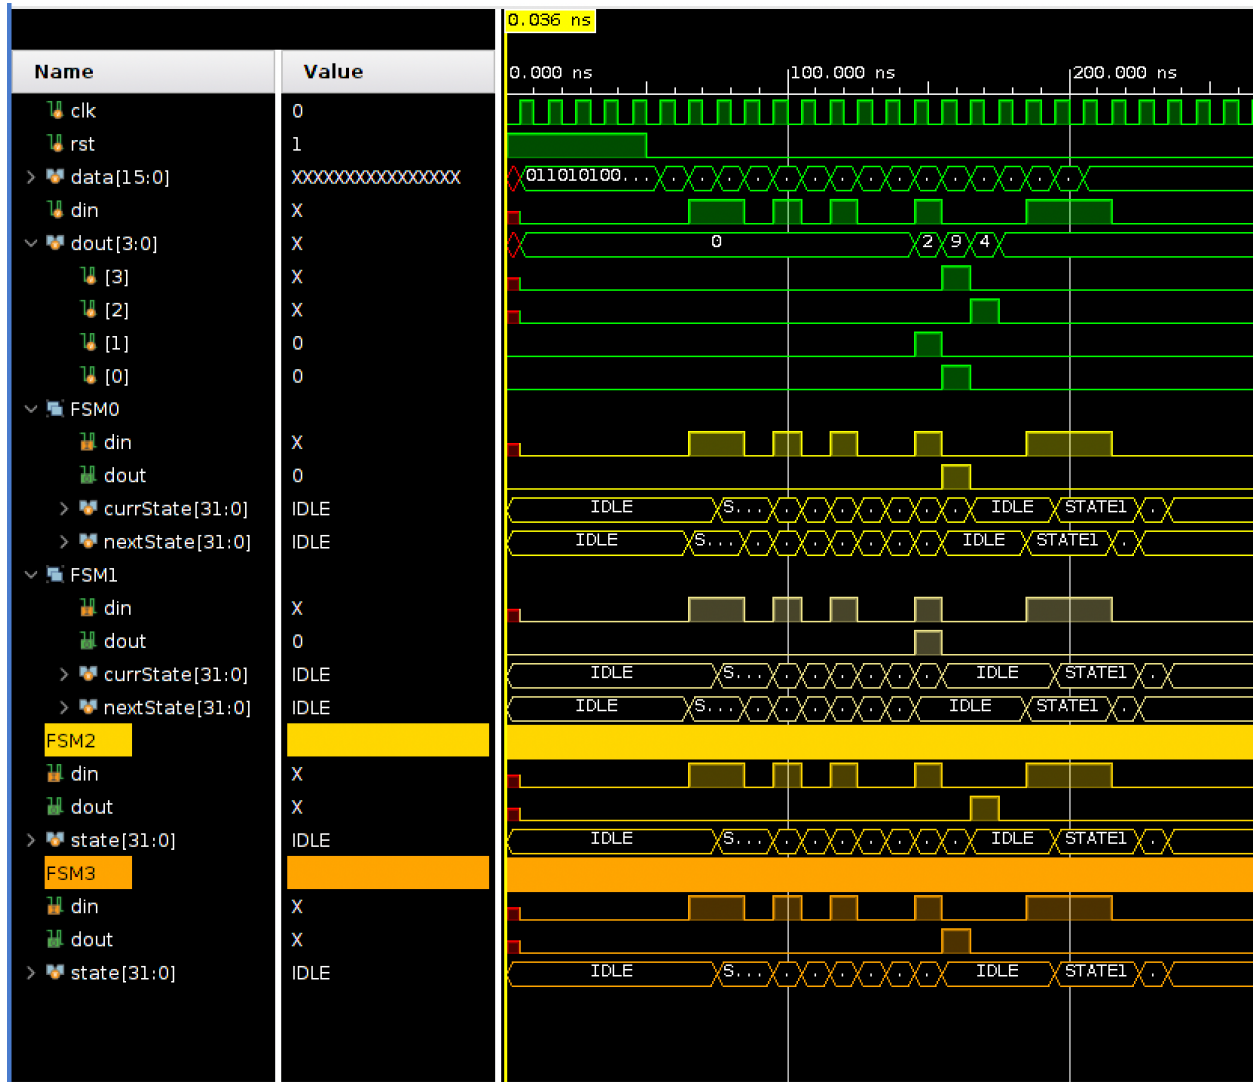 0.036 ns
Name Value 0.000 ns 100.000 ns 200.000 ns
clk 0
rst 1
data[15:0] XXXXXXXXXXXXXXXX 011010100... . . . . . . . . . . . . . . .
din X
dout[3:0] X 0 2 9 4
[3] X
[2] X
[1] 0
[0] 0
FSM0
din X
dout 0
currState[31:0] IDLE IDLE S... . . . . . . . IDLE STATE1 .
nextState[31:0] IDLE IDLE S... . . . . . . . IDLE STATE1 .
FSM1
din X
dout 0
currState[31:0] IDLE IDLE S... . . . . . . IDLE STATE1 .
nextState[31:0] IDLE IDLE S... . . . . . . IDLE STATE1 .
FSM2
din X
dout X
state[31:0] IDLE IDLE S... . . . . . . . IDLE STATE1 .
FSM3
din X
dout X
state[31:0] IDLE IDLE S... . . . . . . IDLE STATE1 .